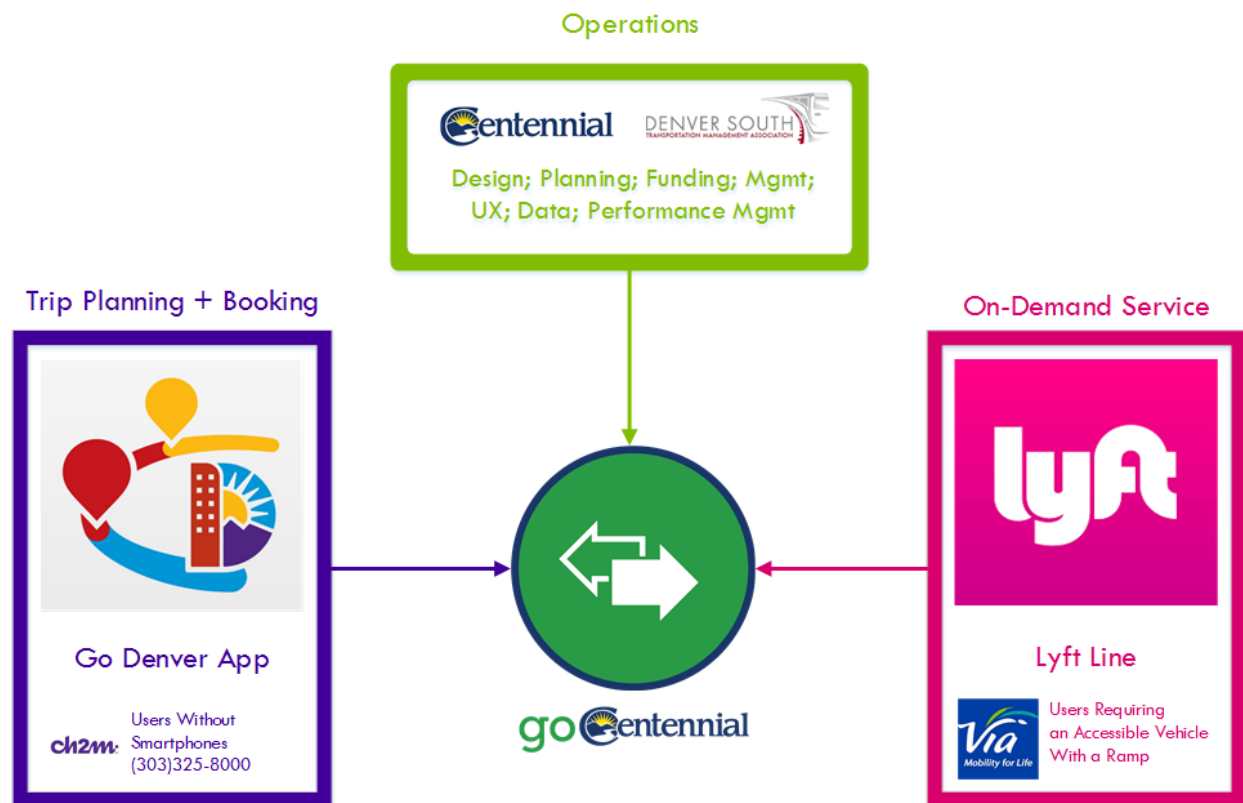 Operations
Centennial
DENVER SOUTH
TRANSPORTATION MANAGEMENT ASSOCIATION
Design; Planning; Funding; Mgmt;
UX; Data; Performance Mgmt
Trip Planning + Booking
Go Denver App
ch2m:
Users Without
Smartphones
(303)325-8000
go Centennial
On-Demand Service
lyft
Lyft Line
Via
Mobility for Life
Users Requiring
an Accessible Vehicle
With a Ramp